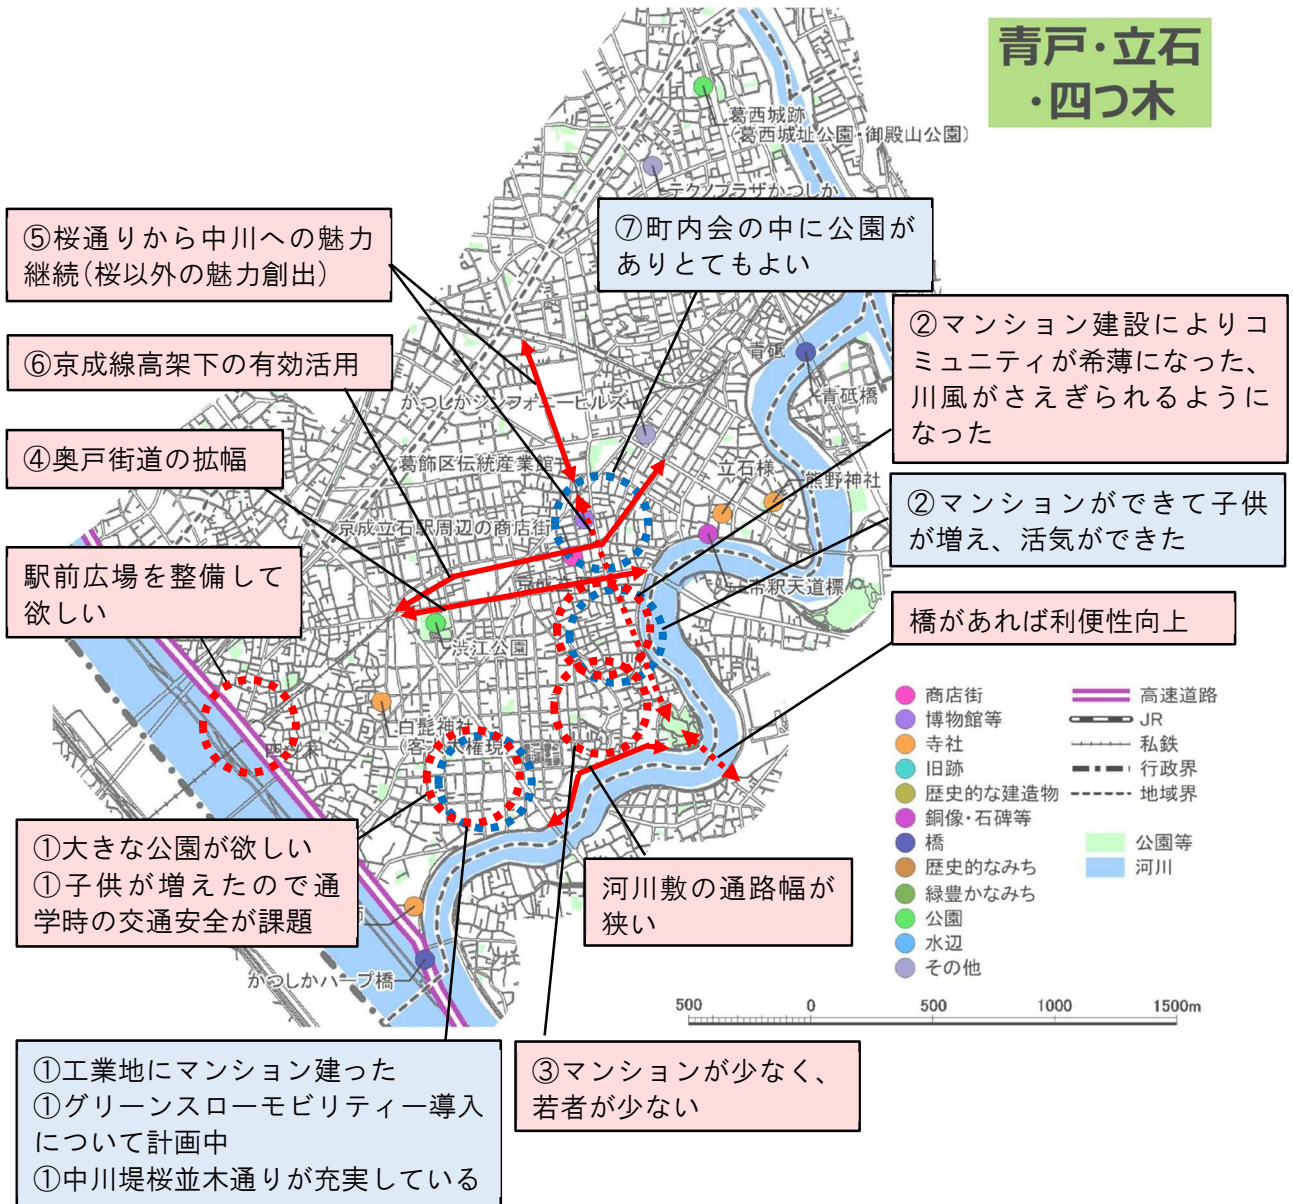 青戸・立石
・四つ木
葛西城跡
(葛西城址公園・御殿山公園)
テクノプラザかつしか
⑤桜通りから中川への魅力
継続(桜以外の魅力創出)
⑦町内会の中に公園が
ありとてもよい
②マンション建設によりコ
ミュニティが希薄になった、
川風がさえぎられるように
なった
⑥京成線高架下の有効活用
青砥
青砥橋
かつしかシンフォニーヒルズ
④奥戸街道の拡幅
葛飾区伝統産業館
立石様
熊野神社
②マンションができて子供
が増え、活気ができた
京成立石駅周辺の商店街
駅前広場を整備して
欲しい
帝釈天道標
橋があれば利便性向上
渋江公園
白髭神社
(客人大権現)
商店街
博物館等
寺社
旧跡
歴史的な建造物
銅像・石碑等
橋
歴史的なみち
緑豊かなみち
公園
水辺
その他
高速道路
JR
私鉄
行政界
地域界
公園等
河川
①大きな公園が欲しい
①子供が増えたので通
学時の交通安全が課題
河川敷の通路幅が
狭い
かつしかハープ橋
500 0 500 1000 1500m
①工業地にマンション建った
①グリーンスローモビリティー導入
について計画中
①中川堤桜並木通りが充実している
③マンションが少なく、
若者が少ない